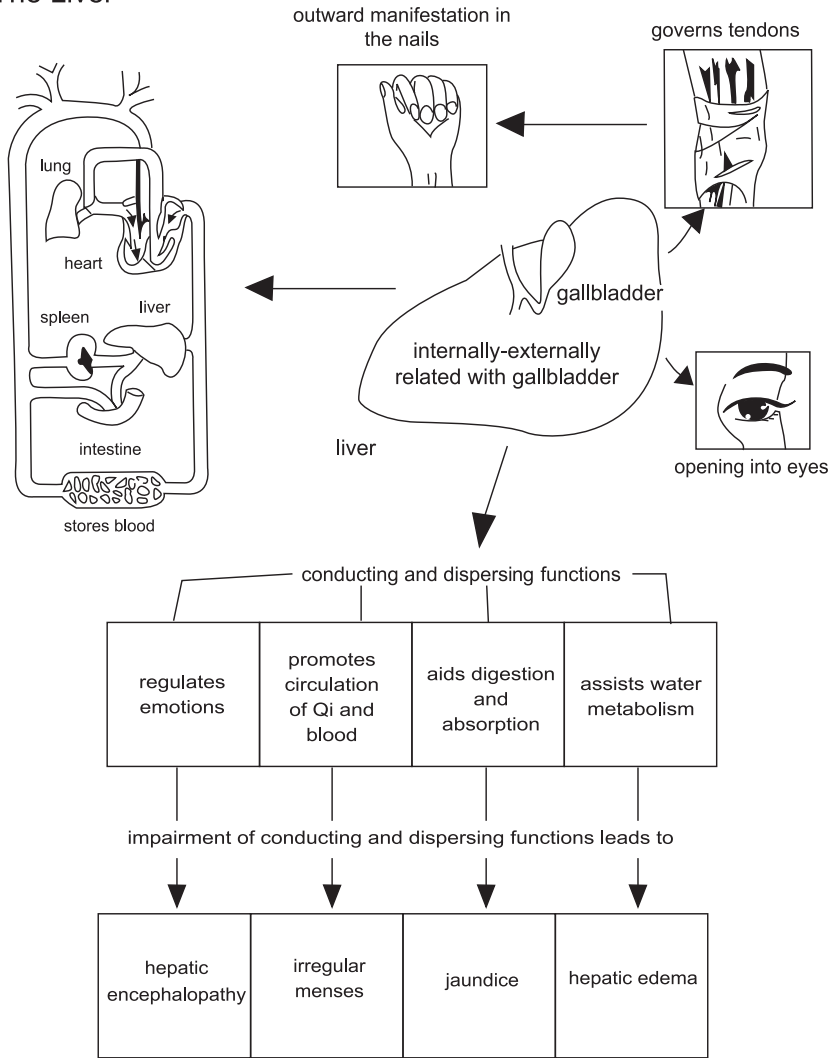 The Liver
outward manifestation in
the nails
governs tendons
lung
heart
spleen
liver
intestine
stores blood
gallbladder
internally-externally
related with gallbladder
liver
opening into eyes
conducting and dispersing functions
regulates
emotions
promotes
circulation
of Qi and
blood
aids digestion
and
absorption
assists water
metabolism
impairment of conducting and dispersing functions leads to
hepatic
encephalopathy
irregular
menses
jaundice
hepatic edema